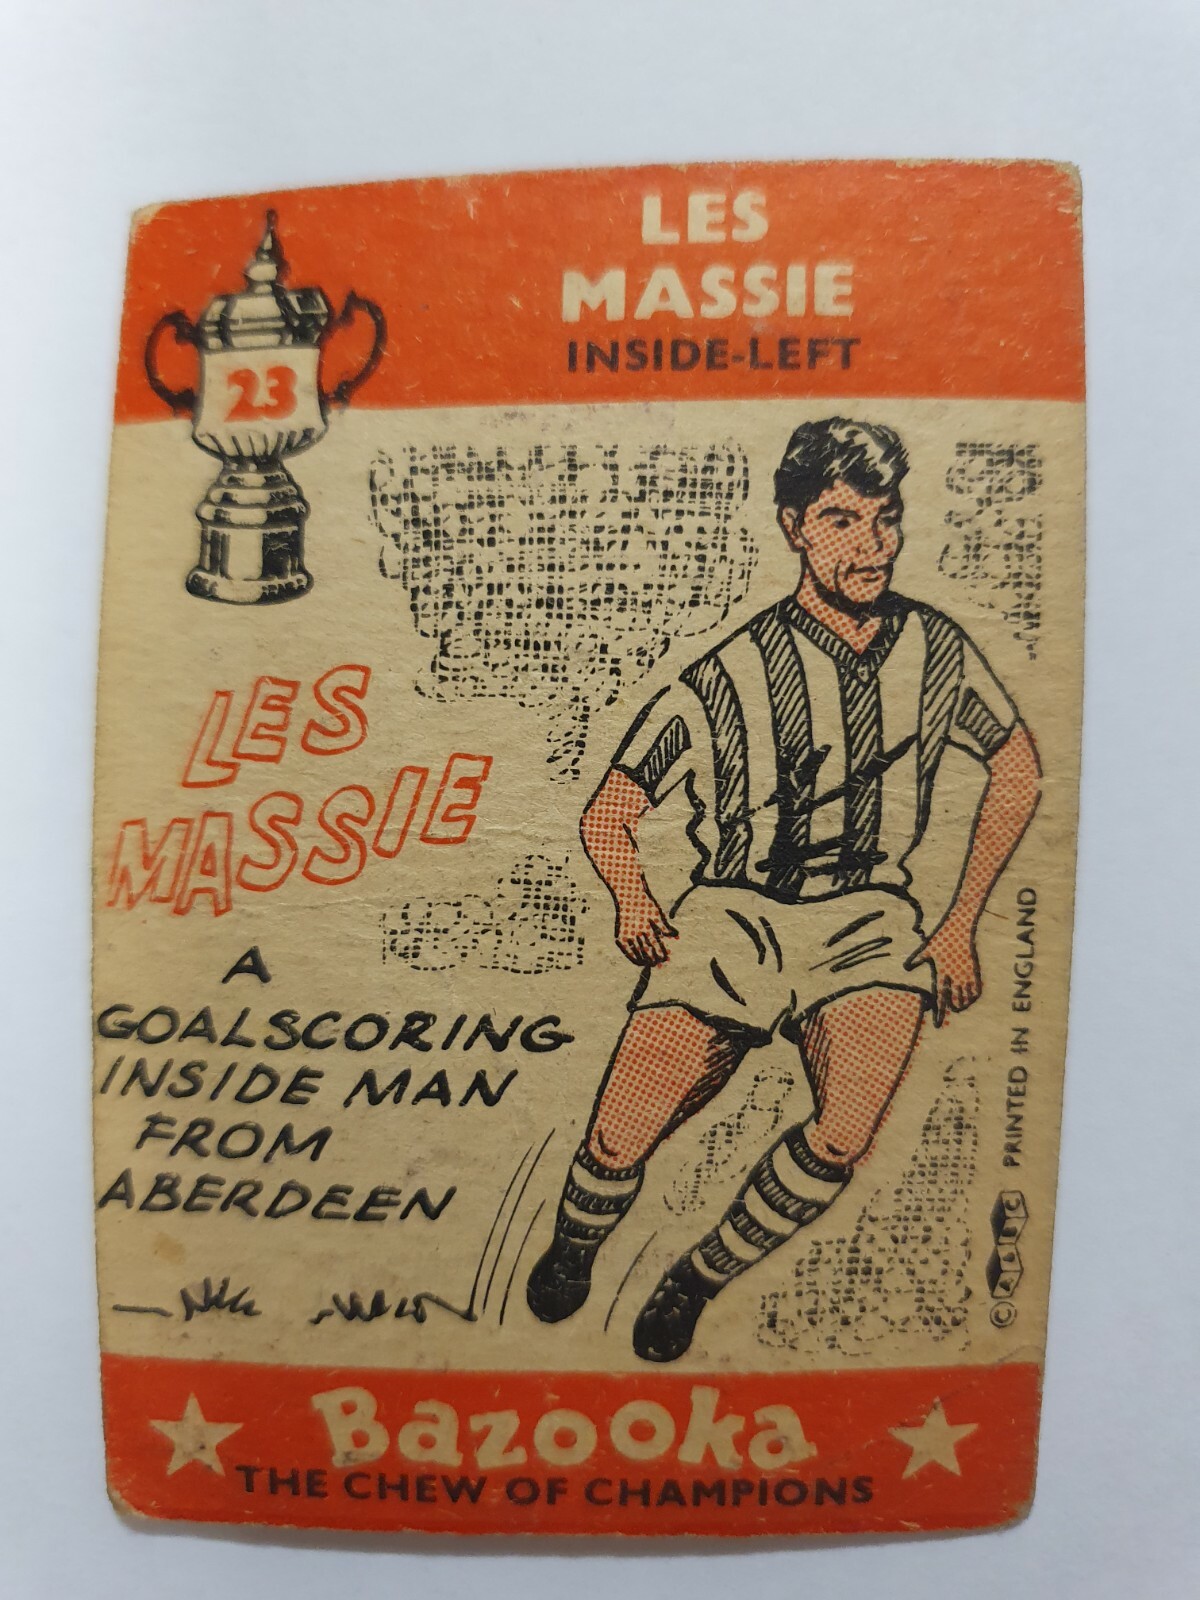 LES
MASSIE
INSIDE-LEFT
23
LES
MASSIE
A
GOALSCORING
INSIDE MAN
FROM
ABERDEEN
© A&BC PRINTED IN ENGLAND
Bazooka
THE CHEW OF CHAMPIONS